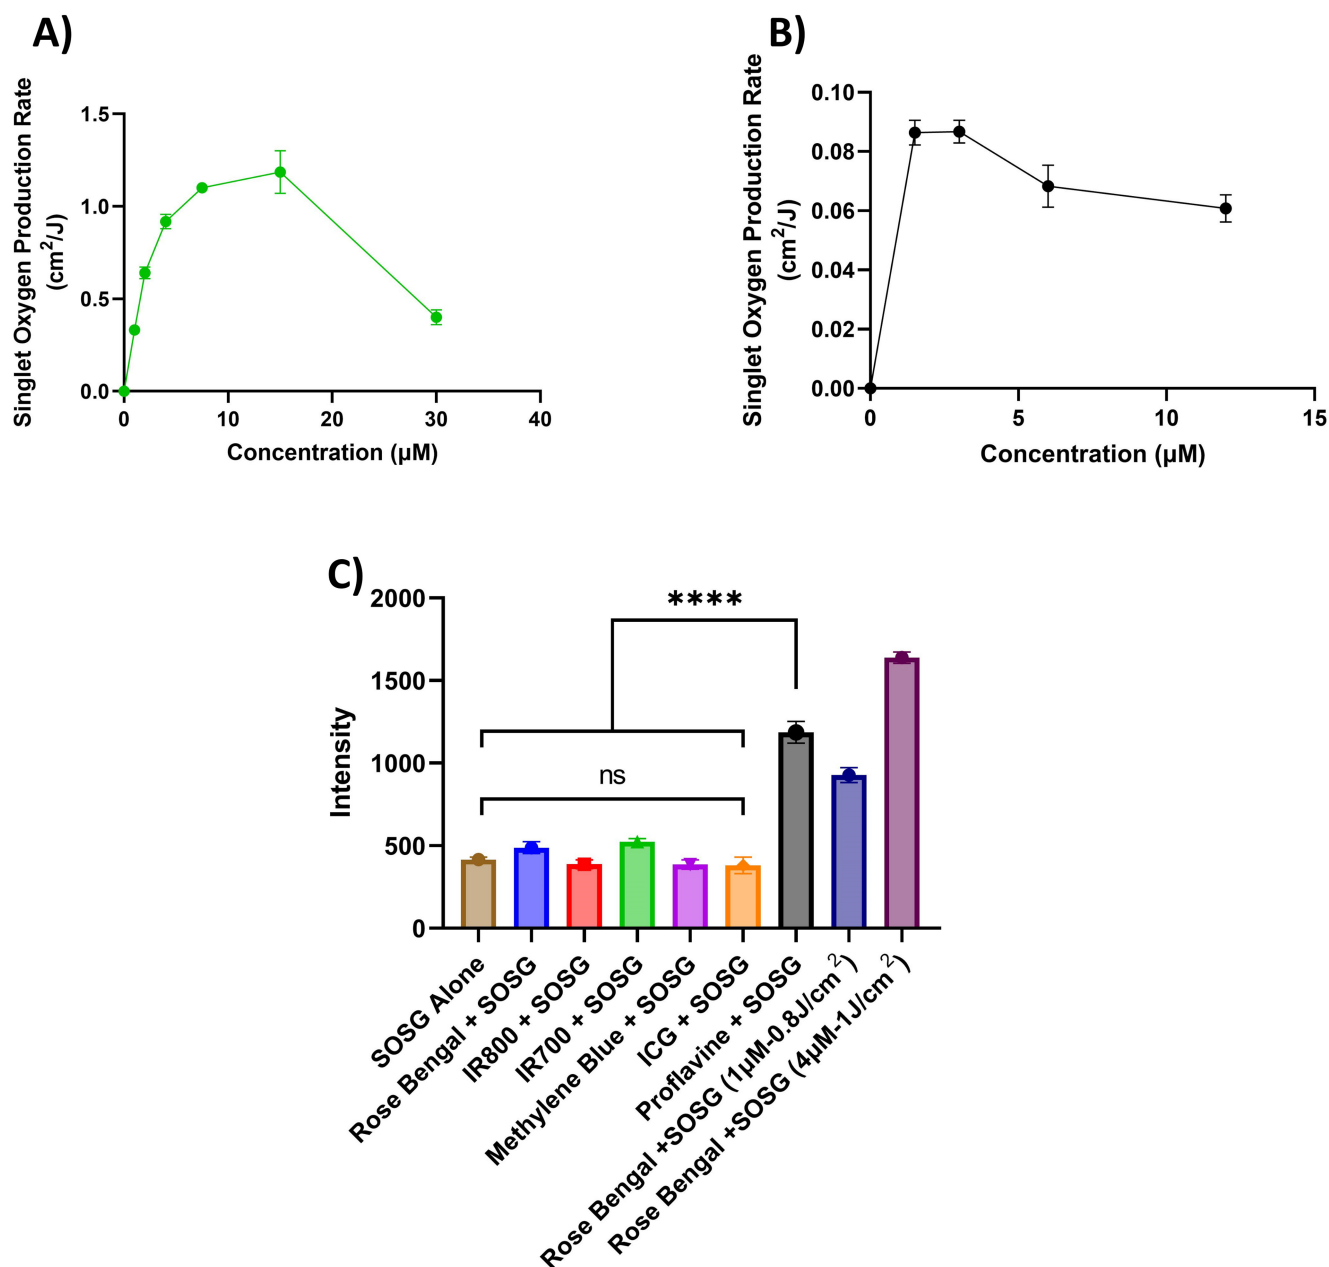 A)
Singlet Oxygen Production Rate
(cm²/J)
1.5
1.0
0.5
0.0
0 10 20 30 40
Concentration (µM)
B)
Singlet Oxygen Production Rate
(cm²/J)
0.10
0.08
0.06
0.04
0.02
0.00
0 5 10 15
Concentration (µM)
C)
Intensity
2000
1500
1000
500
0
****
ns
SOSG Alone
Rose Bengal + SOSG
IR800 + SOSG
IR700 + SOSG
Methylene Blue + SOSG
ICG + SOSG
Proflavine + SOSG
Rose Bengal +SOSG (1µM-0.8J/cm²)
Rose Bengal +SOSG (4µM-1J/cm²)